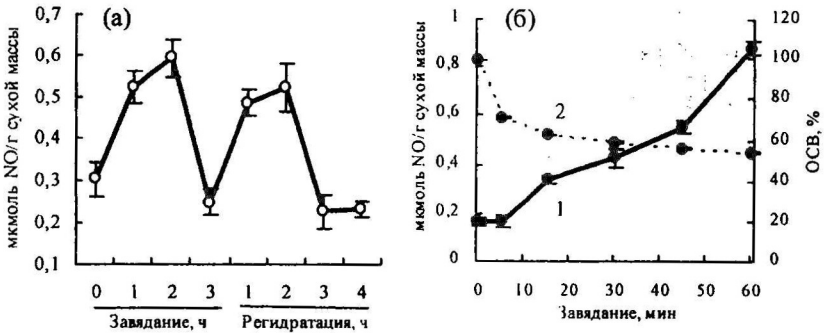 (а)
мкмоль NO/г сухой массы
0,7
0,6
0,5
0,4
0,3
0,2
0,1
0 1 2 3 1 2 3 4
Завядание, ч Регидратация, ч
(б)
мкмоль NO/г сухой массы
1
0,8
0,6
0,4
0,2
0
120
100
80
60
40
20
0
ОСВ, %
2
1
0 10 20 30 40 50 60
Завядание, мин